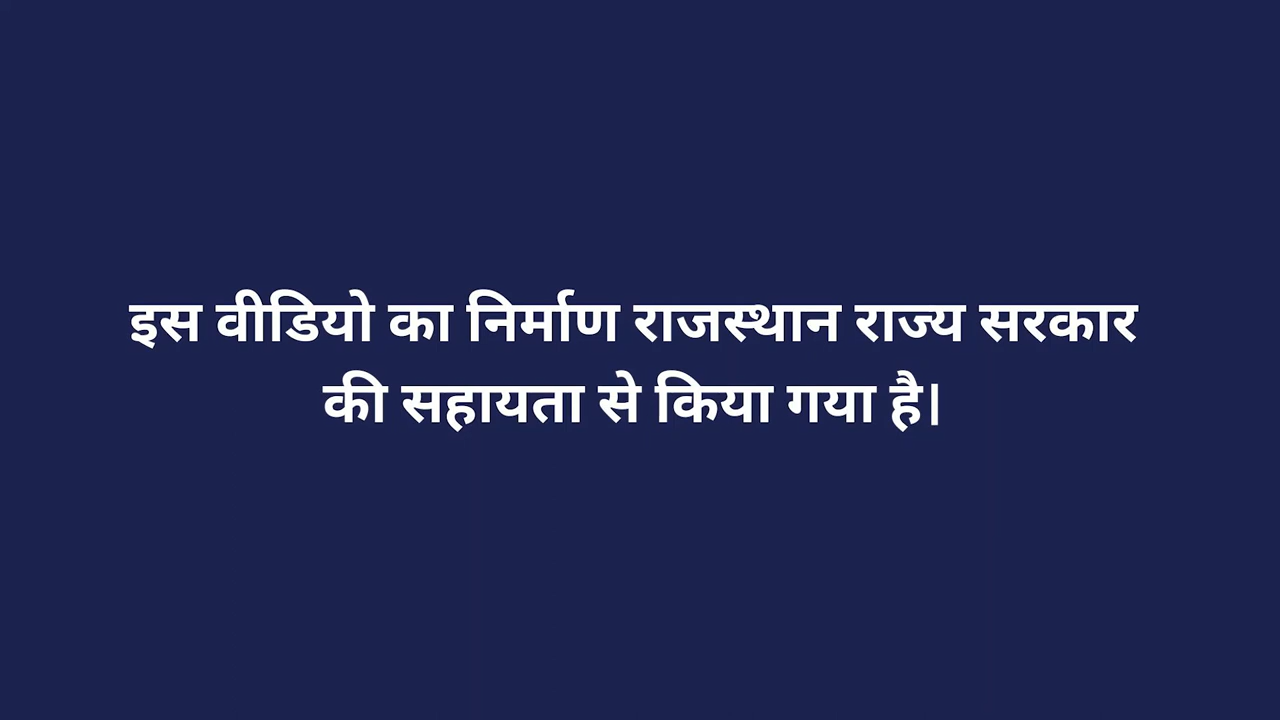 इस वीडियो का निर्माण राजस्थान राज्य सरकार
की सहायता से किया गया है।